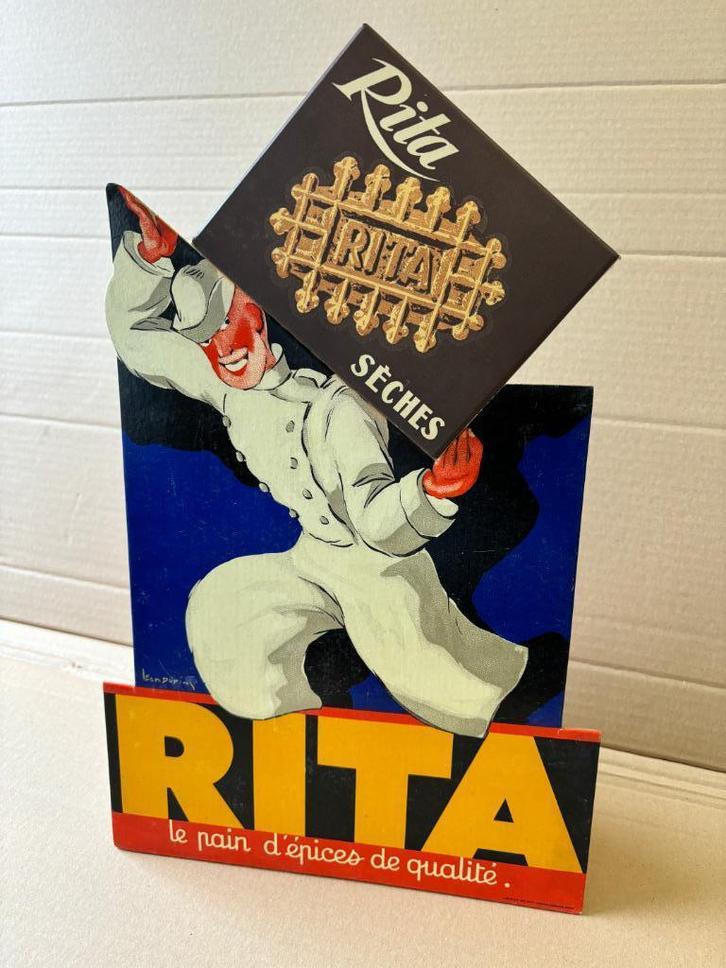 Rita
RITA
SÈCHES
RITA
le pain d'épices de qualité.